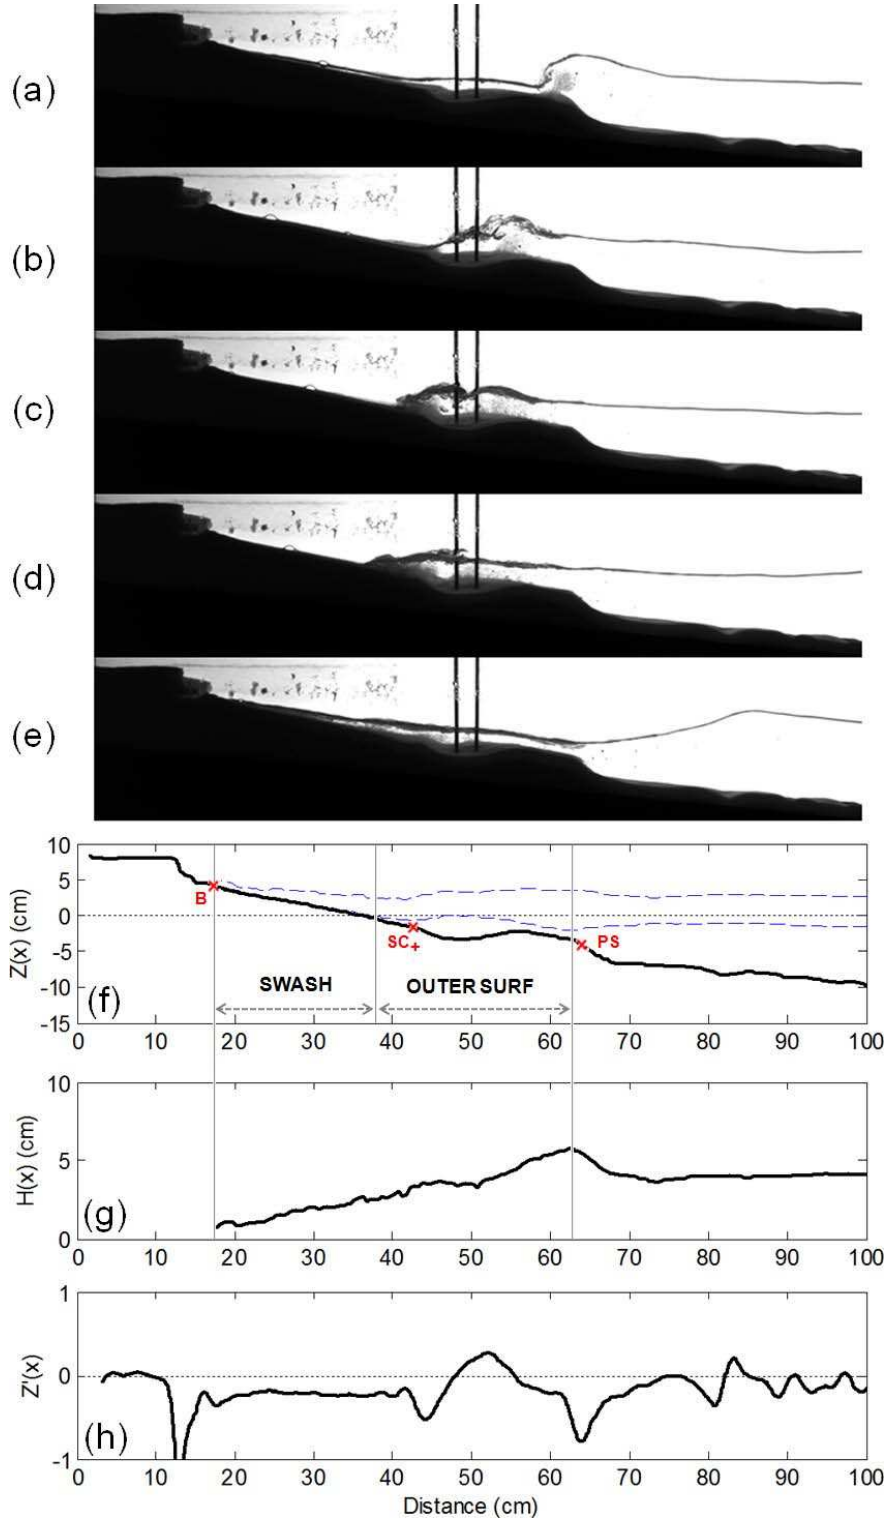 (a)
(b)
(c)
(d)
(e)
10
5
0
-5
-10
-15
Z(x) (cm)
B
SC+
PS
SWASH
OUTER SURF
(f)
0 10 20 30 40 50 60 70 80 90 100
10
5
0
H(x) (cm)
(g)
0 10 20 30 40 50 60 70 80 90 100
1
0
-1
Z'(x)
(h)
0 10 20 30 40 50 60 70 80 90 100
Distance (cm)